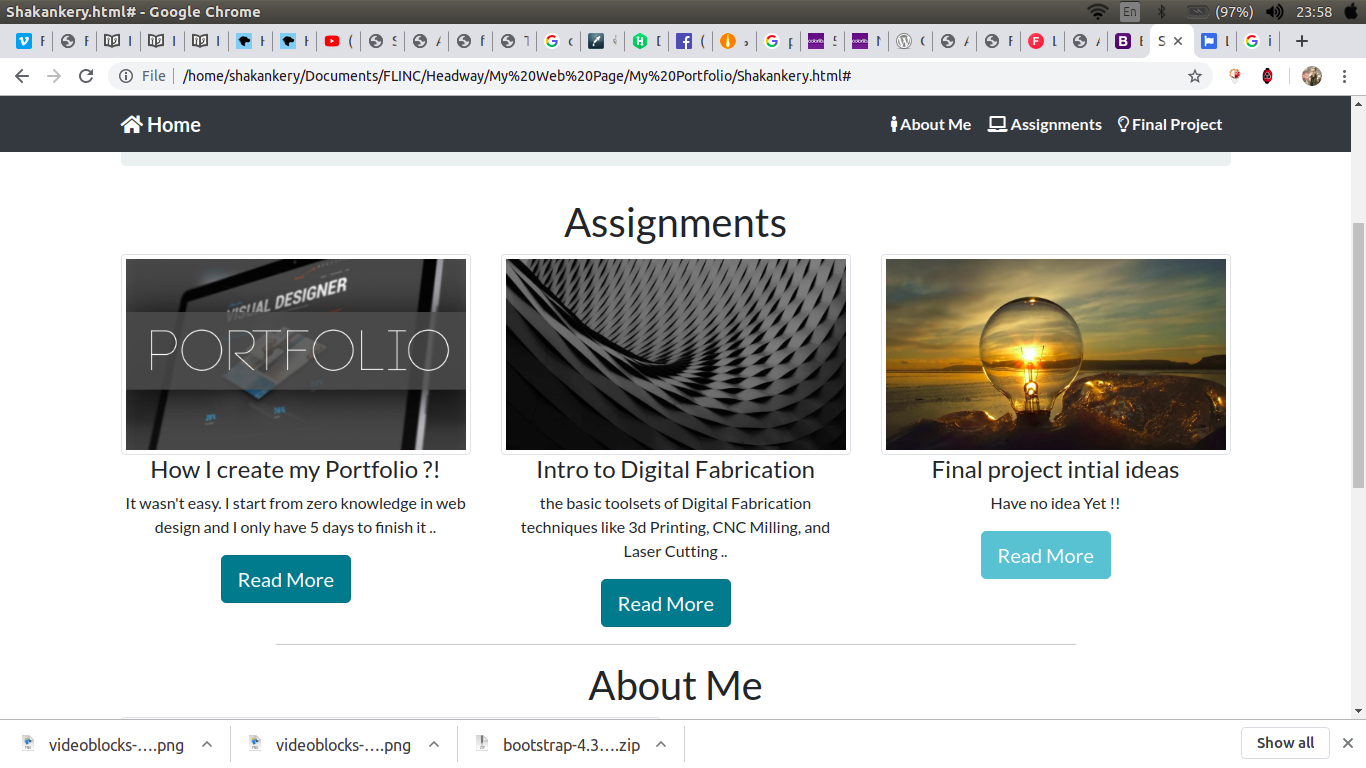 Shakankery.html# - Google Chrome
En (97%) 23:58
File /home/shakankery/Documents/FLINC/Headway/My%20Web%20Page/My%20Portfolio/Shakankery.html#
Home About Me Assignments Final Project
Assignments
VISUAL DESIGNER
PORTFOLIO
How I create my Portfolio ?!
It wasn't easy. I start from zero knowledge in web
design and I only have 5 days to finish it ..
Read More
Intro to Digital Fabrication
the basic toolsets of Digital Fabrication
techniques like 3d Printing, CNC Milling, and
Laser Cutting ..
Read More
Final project intial ideas
Have no idea Yet !!
Read More
About Me
videoblocks-....png videoblocks-....png bootstrap-4.3....zip Show all